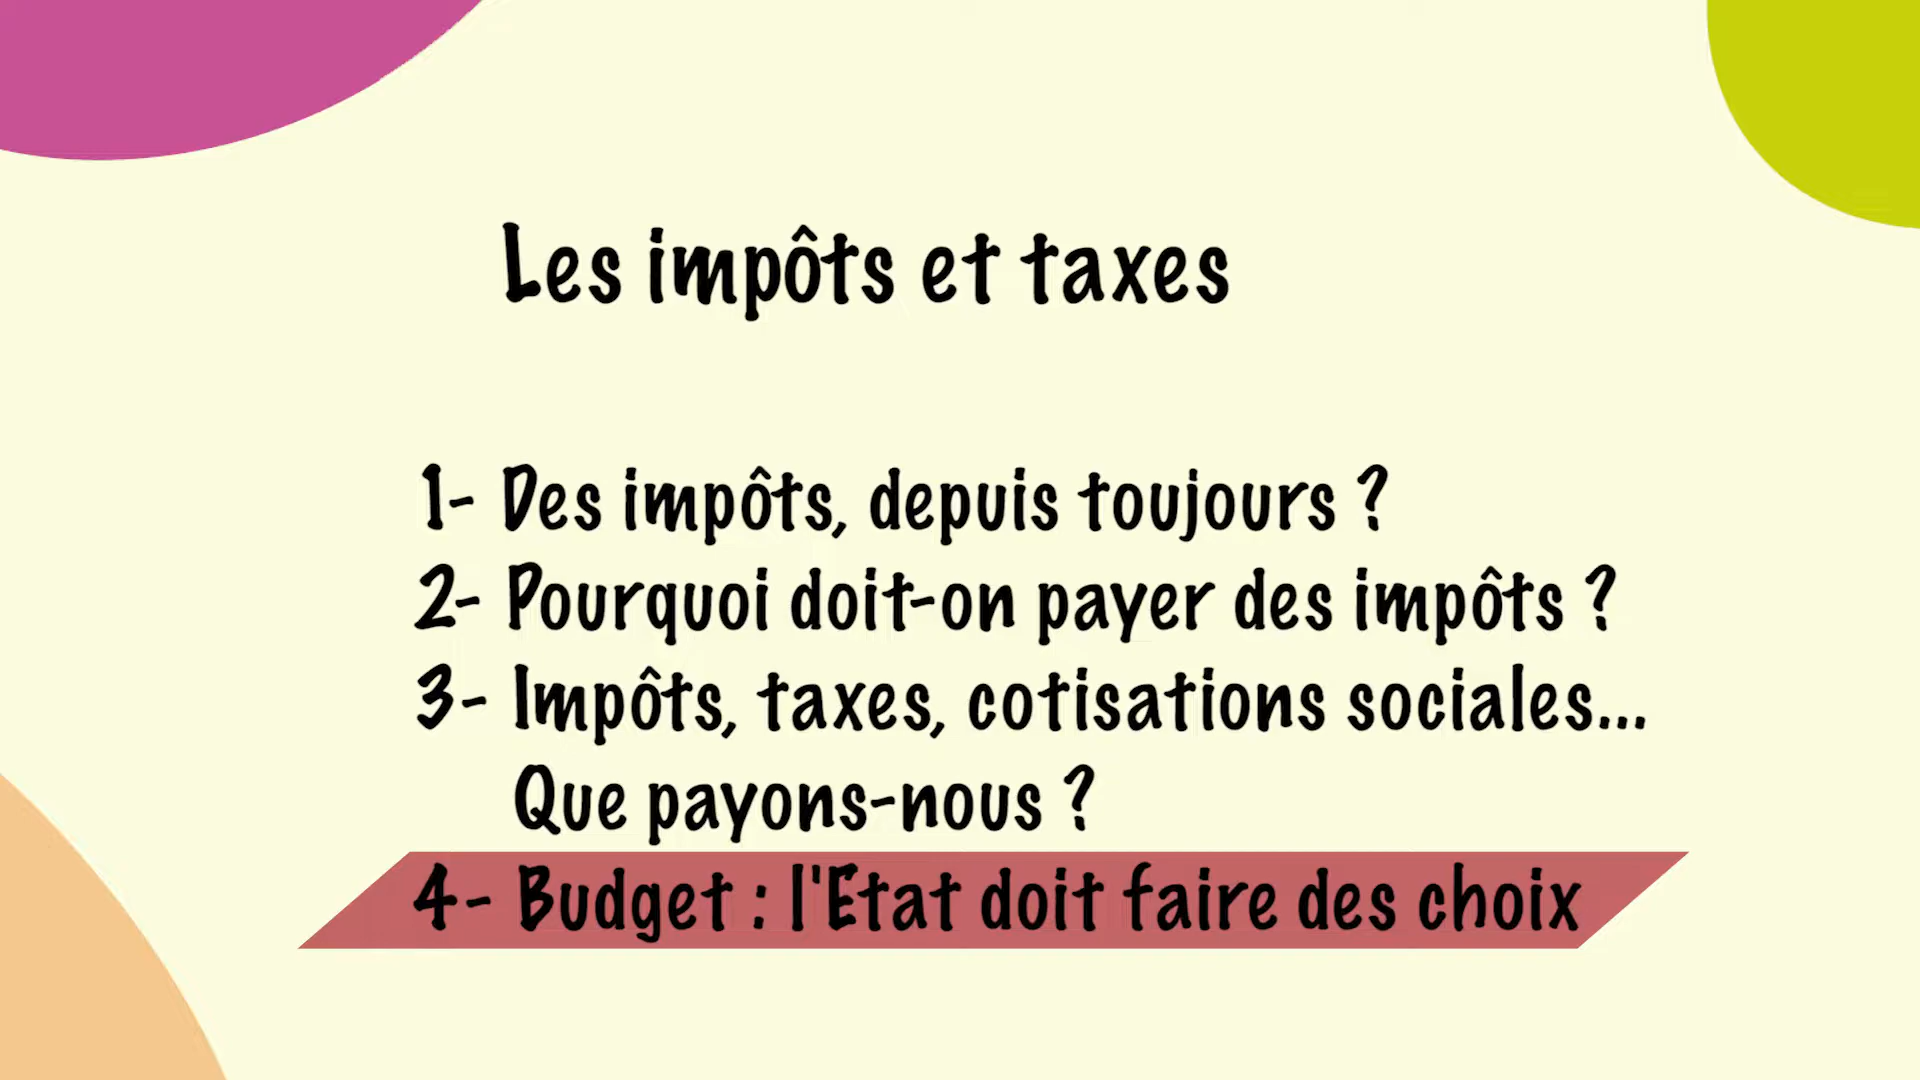 Les impôts et taxes
1- Des impôts, depuis toujours ?
2- Pourquoi doit-on payer des impôts ?
3- Impôts, taxes, cotisations sociales...
Que payons-nous ?
4- Budget : l'Etat doit faire des choix